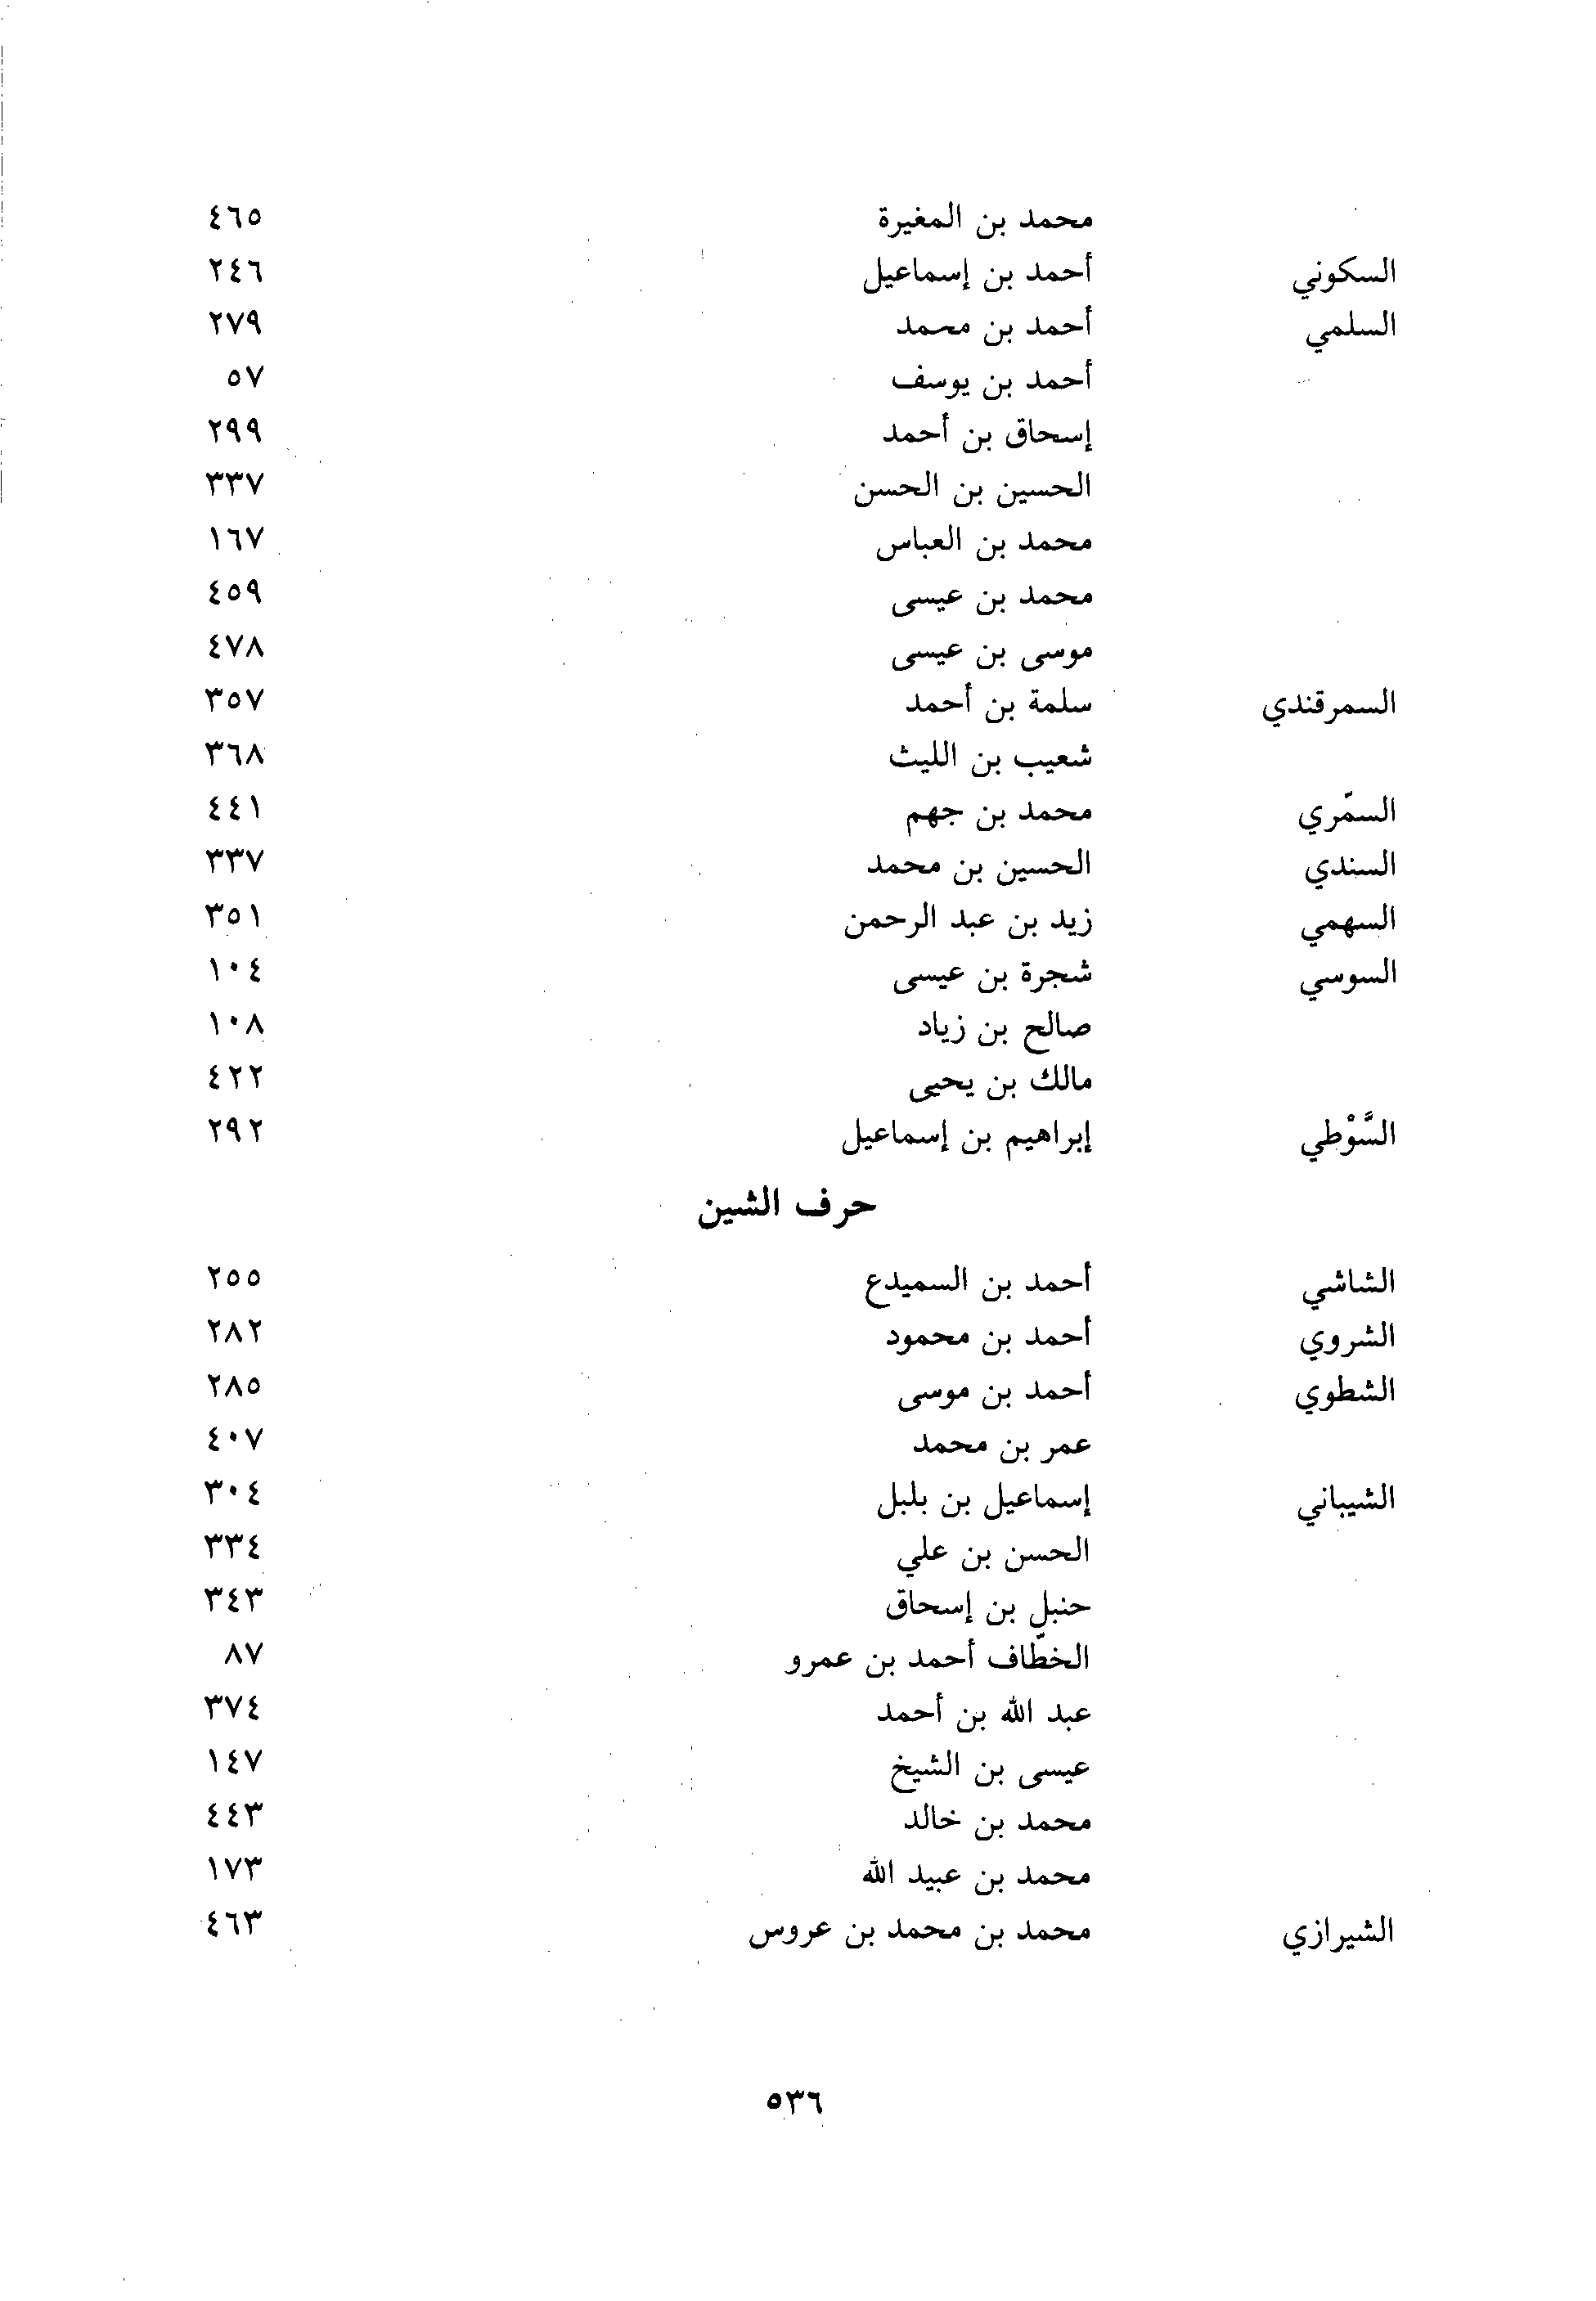 محمد بن المغيرة ٤٦٥
السكوني أحمد بن إسماعيل ٢٤٦
السلمي أحمد بن محمد ٢٧٩
أحمد بن يوسف ٥٧
إسحاق بن أحمد ٢٩٩
الحسين بن الحسن ٣٣٧
محمد بن العباس ١٦٧
محمد بن عيسى ٤٥٩
موسى بن عيسى ٤٧٨
السمرقندي سلمة بن أحمد ٣٥٧
شعيب بن الليث ٣٦٨
السمّري محمد بن جهم ٤٤١
السندي الحسين بن محمد ٣٣٧
السهمي زيد بن عبد الرحمن ٣٥١
السوسي شجرة بن عيسى ١٠٤
صالح بن زياد ١٠٨
مالك بن يحيى ٤٢٢
السَّوْطي إبراهيم بن إسماعيل ٢٩٢
حرف الشين
الشاشي أحمد بن السميدع ٢٥٥
الشروي أحمد بن محمود ٢٨٢
الشطوي أحمد بن موسى ٢٨٥
عمر بن محمد ٤٠٧
الشيباني إسماعيل بن بلبل ٣٠٤
الحسن بن علي ٣٣٤
حنبل بن إسحاق ٣٤٣
الخطّاف أحمد بن عمرو ٨٧
عبد الله بن أحمد ٣٧٤
عيسى بن الشيخ ١٤٧
محمد بن خالد ٤٤٣
محمد بن عبيد الله ١٧٣
الشيرازي محمد بن محمد بن عروس ٤٦٣
٥٣٦